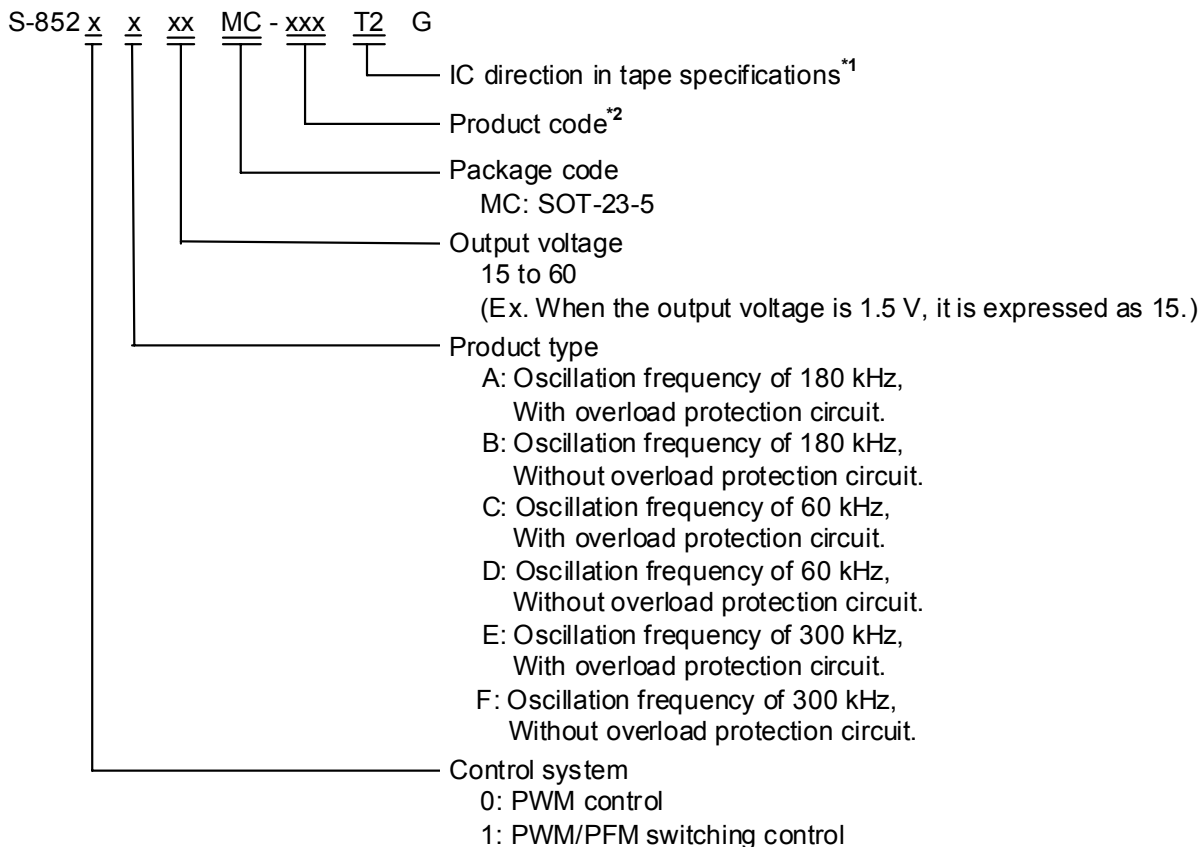 S-852 x x xx MC - xxx T2 G
IC direction in tape specifications*1
Product code*2
Package code
MC: SOT-23-5
Output voltage
15 to 60
(Ex. When the output voltage is 1.5 V, it is expressed as 15.)
Product type
A: Oscillation frequency of 180 kHz,
With overload protection circuit.
B: Oscillation frequency of 180 kHz,
Without overload protection circuit.
C: Oscillation frequency of 60 kHz,
With overload protection circuit.
D: Oscillation frequency of 60 kHz,
Without overload protection circuit.
E: Oscillation frequency of 300 kHz,
With overload protection circuit.
F: Oscillation frequency of 300 kHz,
Without overload protection circuit.
Control system
0: PWM control
1: PWM/PFM switching control